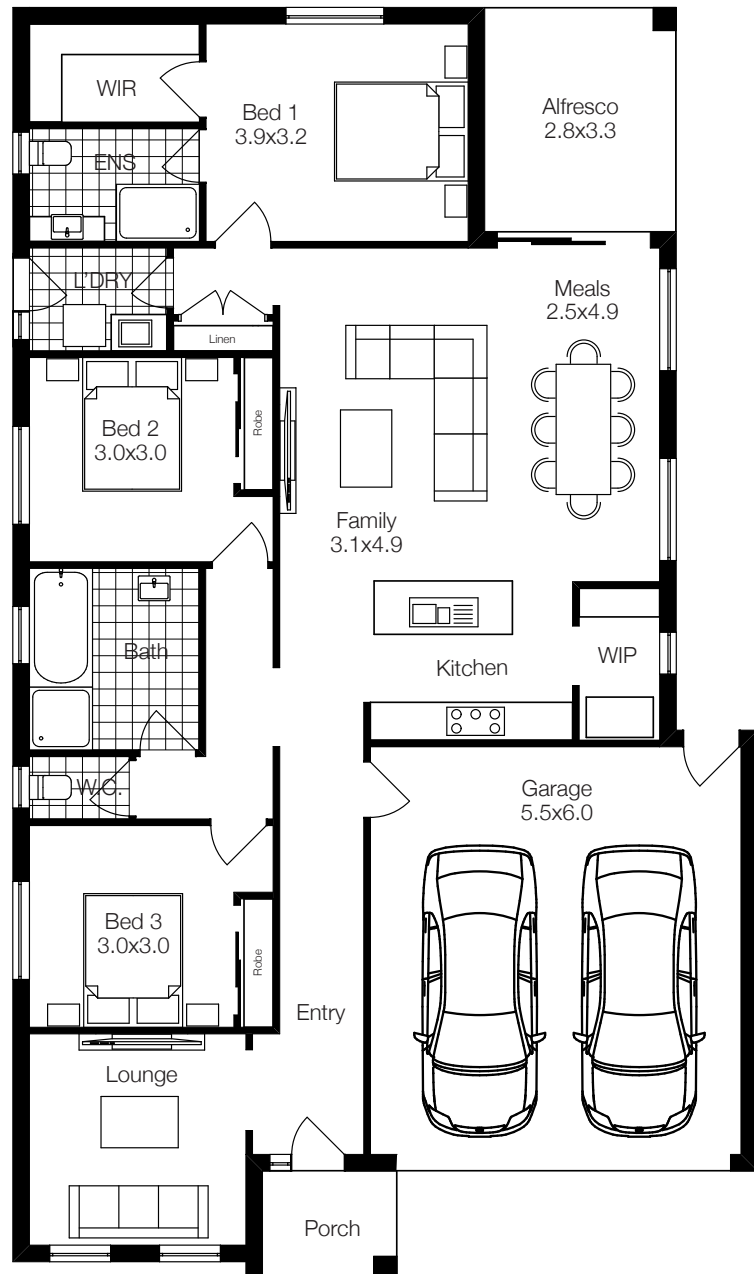 WIR
Bed 1
3.9x3.2
Alfresco
2.8x3.3
ENS
L'DRY
Linen
Meals
2.5x4.9
Bed 2
3.0x3.0
Robe
Family
3.1x4.9
Bath
Kitchen
WIP
W.C.
Garage
5.5x6.0
Bed 3
3.0x3.0
Robe
Entry
Lounge
Porch